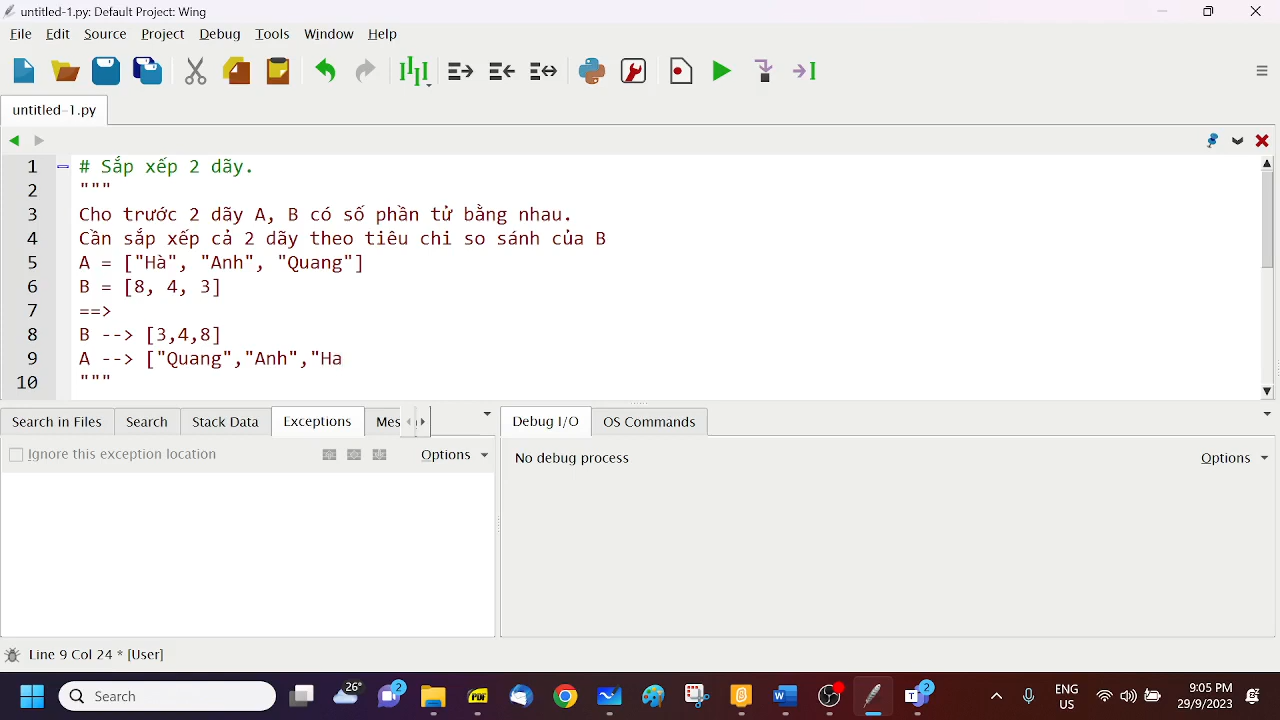 untitled-1.py: Default Project: Wing
File Edit Source Project Debug Tools Window Help
untitled-1.py
1 # Sắp xếp 2 dãy.
2 """
3 Cho trước 2 dãy A, B có số phần tử bằng nhau.
4 Cần sắp xếp cả 2 dãy theo tiêu chi so sánh của B
5 A = ["Hà", "Anh", "Quang"]
6 B = [8, 4, 3]
7 ==>
8 B --> [3,4,8]
9 A --> ["Quang","Anh","Ha
10 """
Search in Files Search Stack Data Exceptions Mes
Debug I/O OS Commands
Ignore this exception location Options
No debug process Options
Line 9 Col 24 * [User]
Search 26° 2 PDF 2 ENG US 9:05 PM 29/9/2023